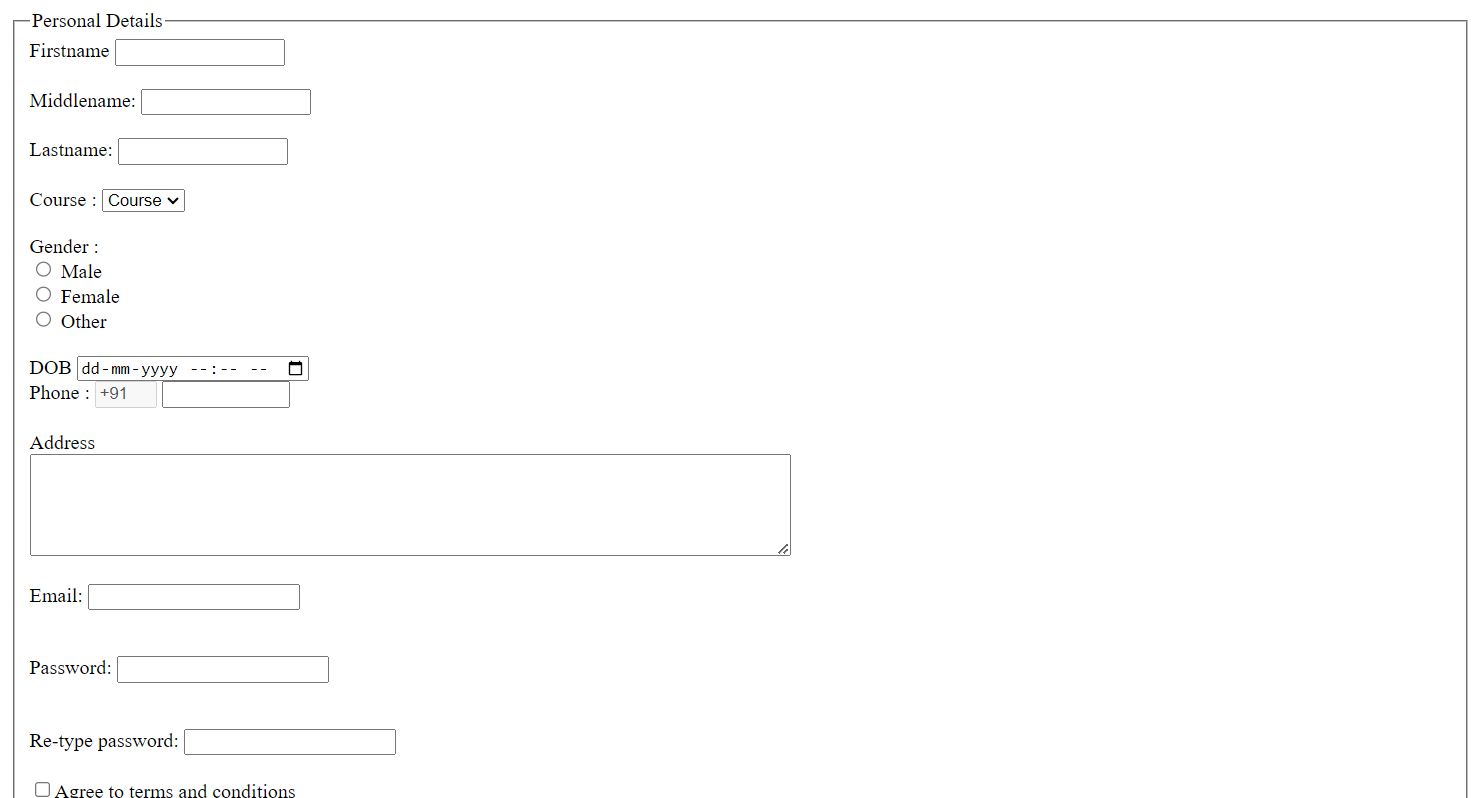 Personal Details
Firstname
Middlename:
Lastname:
Course : Course
Gender :
Male
Female
Other
DOB dd-mm-yyyy --:-- --
Phone : +91
Address
Email:
Password:
Re-type password:
Agree to terms and conditions